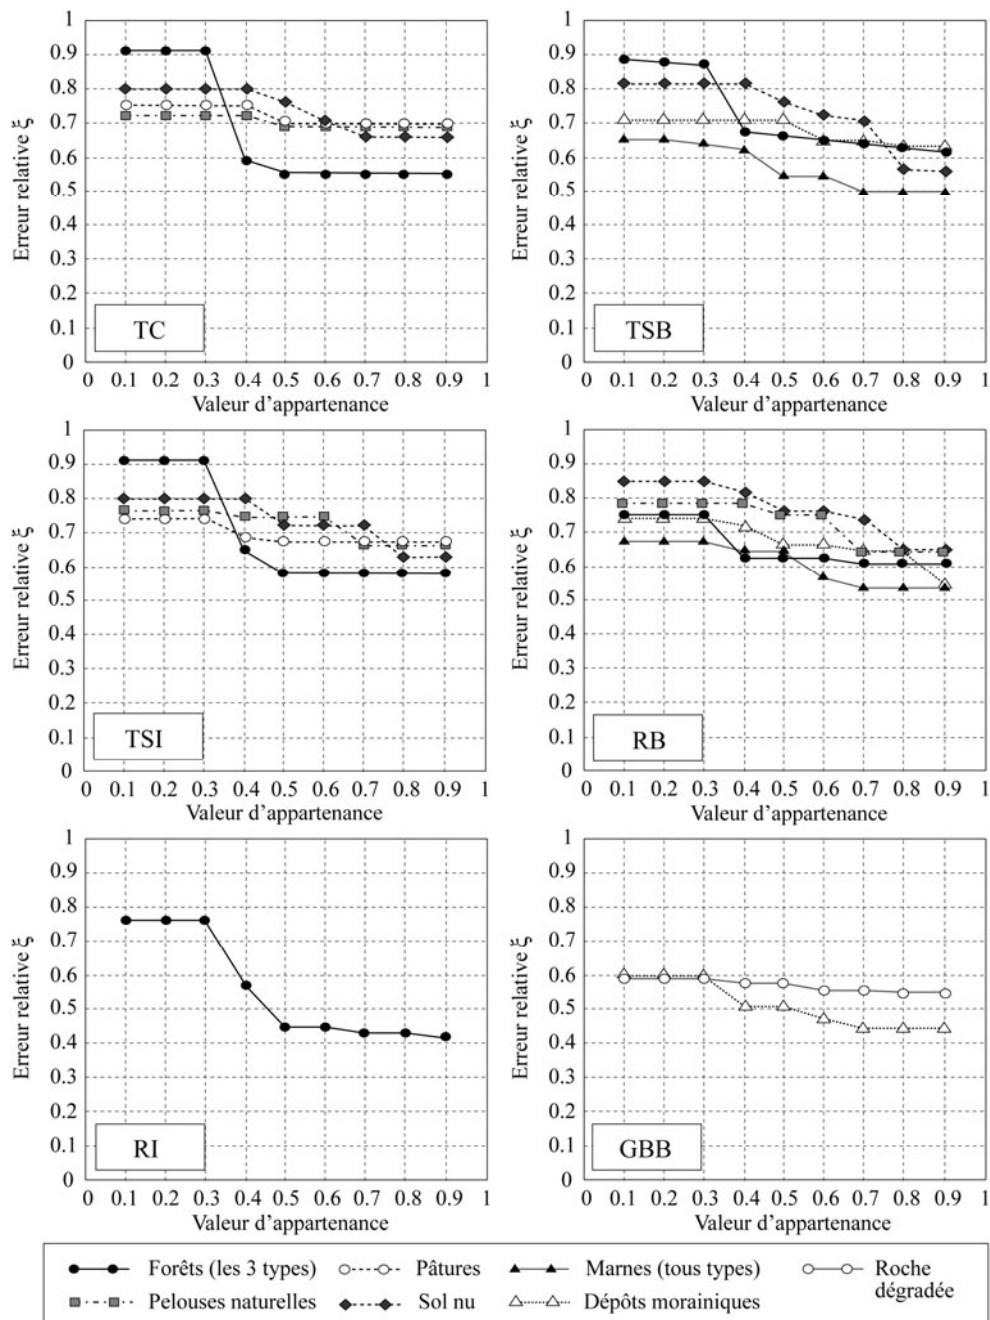 1
0.9
0.8
0.7
0.6
0.5
0.4
0.3
0.2
0.1
0
Erreur relative ξ
TC
0 0.1 0.2 0.3 0.4 0.5 0.6 0.7 0.8 0.9 1
Valeur d'appartenance
1
0.9
0.8
0.7
0.6
0.5
0.4
0.3
0.2
0.1
0
Erreur relative ξ
TSB
0 0.1 0.2 0.3 0.4 0.5 0.6 0.7 0.8 0.9 1
Valeur d'appartenance
1
0.9
0.8
0.7
0.6
0.5
0.4
0.3
0.2
0.1
0
Erreur relative ξ
TSI
0 0.1 0.2 0.3 0.4 0.5 0.6 0.7 0.8 0.9 1
Valeur d'appartenance
1
0.9
0.8
0.7
0.6
0.5
0.4
0.3
0.2
0.1
0
Erreur relative ξ
RB
0 0.1 0.2 0.3 0.4 0.5 0.6 0.7 0.8 0.9 1
Valeur d'appartenance
1
0.9
0.8
0.7
0.6
0.5
0.4
0.3
0.2
0.1
0
Erreur relative ξ
RI
0 0.1 0.2 0.3 0.4 0.5 0.6 0.7 0.8 0.9 1
Valeur d'appartenance
1
0.9
0.8
0.7
0.6
0.5
0.4
0.3
0.2
0.1
0
Erreur relative ξ
GBB
0 0.1 0.2 0.3 0.4 0.5 0.6 0.7 0.8 0.9 1
Valeur d'appartenance
Forêts (les 3 types) Pâtures Marnes (tous types) Roche
dégradée
Pelouses naturelles Sol nu Dépôts morainiques